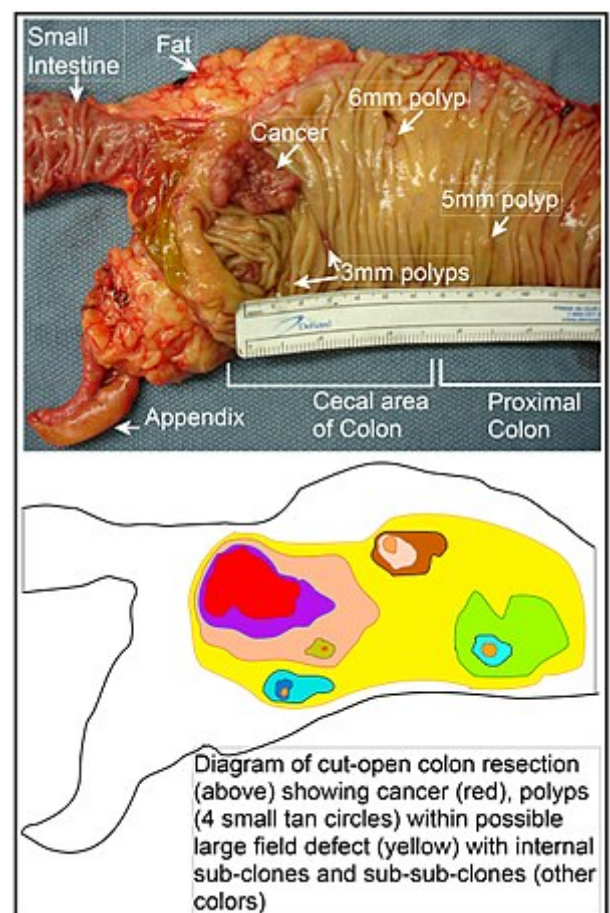 Small
Intestine
Fat
6mm polyp
Cancer
5mm polyp
3mm polyps
Appendix
Cecal area
of Colon
Proximal
Colon
Diagram of cut-open colon resection
(above) showing cancer (red), polyps
(4 small tan circles) within possible
large field defect (yellow) with internal
sub-clones and sub-sub-clones (other
colors)